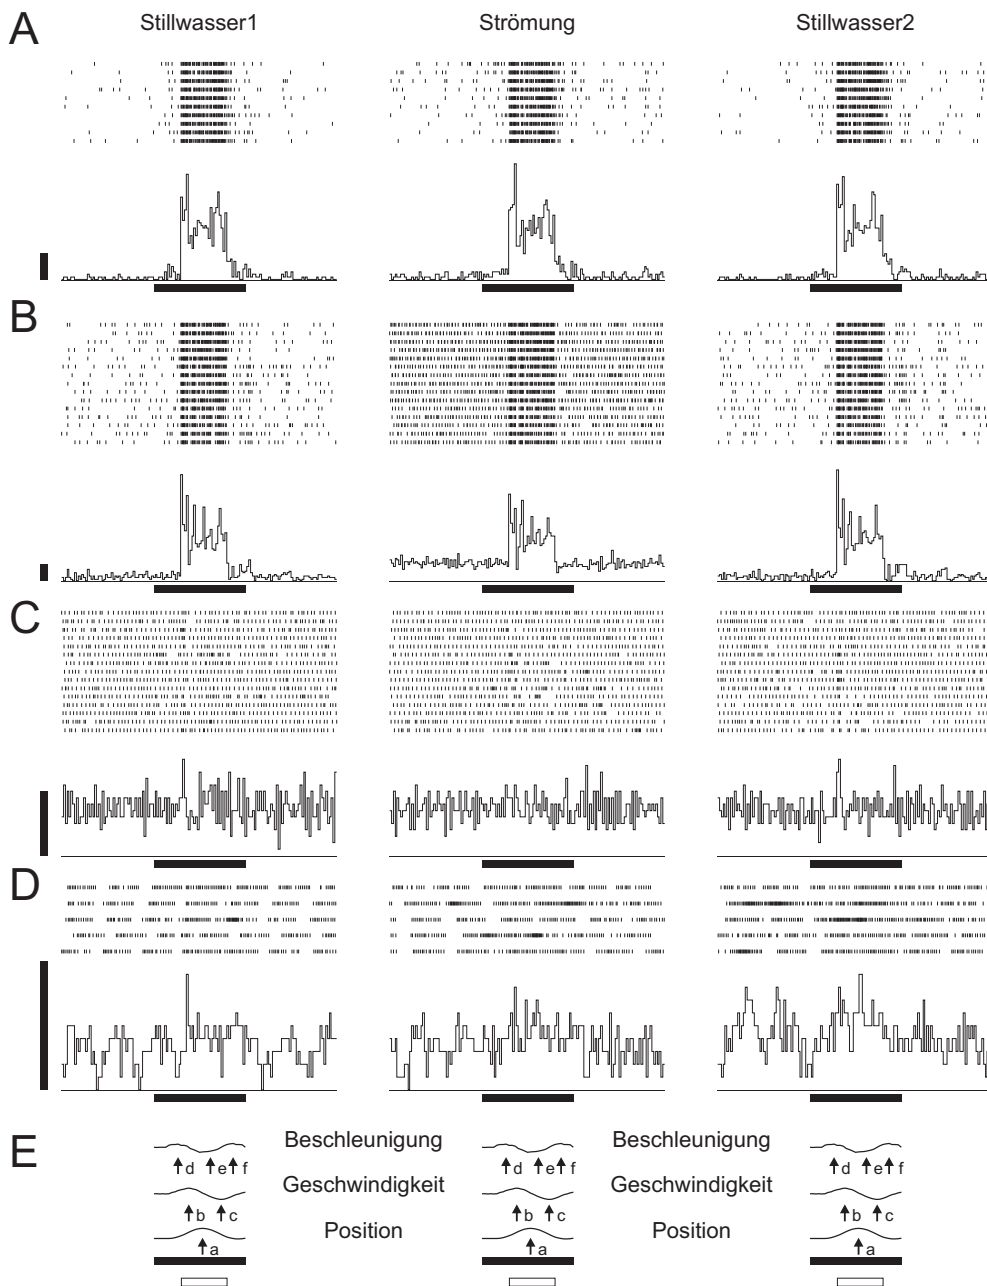 A Stillwasser1 Strömung Stillwasser2
B
C
D
E Beschleunigung Beschleunigung
d e f d e f d e f
Geschwindigkeit Geschwindigkeit
b c b c b c
Position Position
a a a